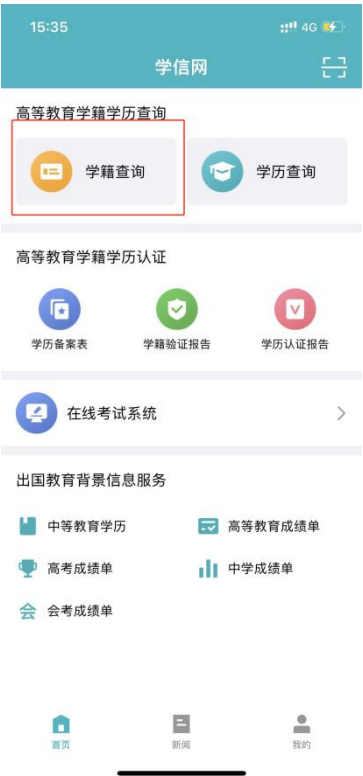 15:35
4G
学信网
高等教育学籍学历查询
学籍查询
学历查询
高等教育学籍学历认证
学历备案表
学籍验证报告
V
学历认证报告
在线考试系统
出国教育背景信息服务
中等教育学历
高等教育成绩单
高考成绩单
中学成绩单
会 会考成绩单
首页
新闻
我的